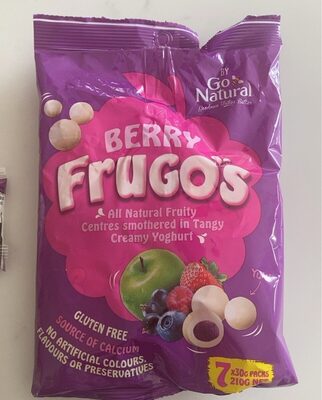 BY
Go
Natural
BERRY
FRUGO'S
All Natural Fruity
Centres smothered in Tangy
Creamy Yoghurt
GLUTEN FREE
SOURCE OF CALCIUM
NO ARTIFICIAL COLOURS,
FLAVOURS OR PRESERVATIVES
7 x30G PACKS
210G NET